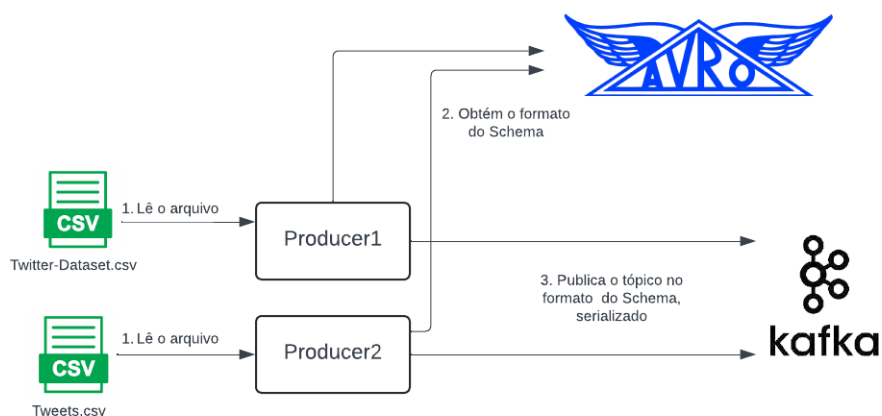 AVRO
2. Obtém o formato
do Schema
CSV
1. Lê o arquivo
Producer1
Twitter-Dataset.csv
3. Publica o tópico no
formato do Schema,
serializado
kafka
CSV
1. Lê o arquivo
Producer2
Tweets.csv